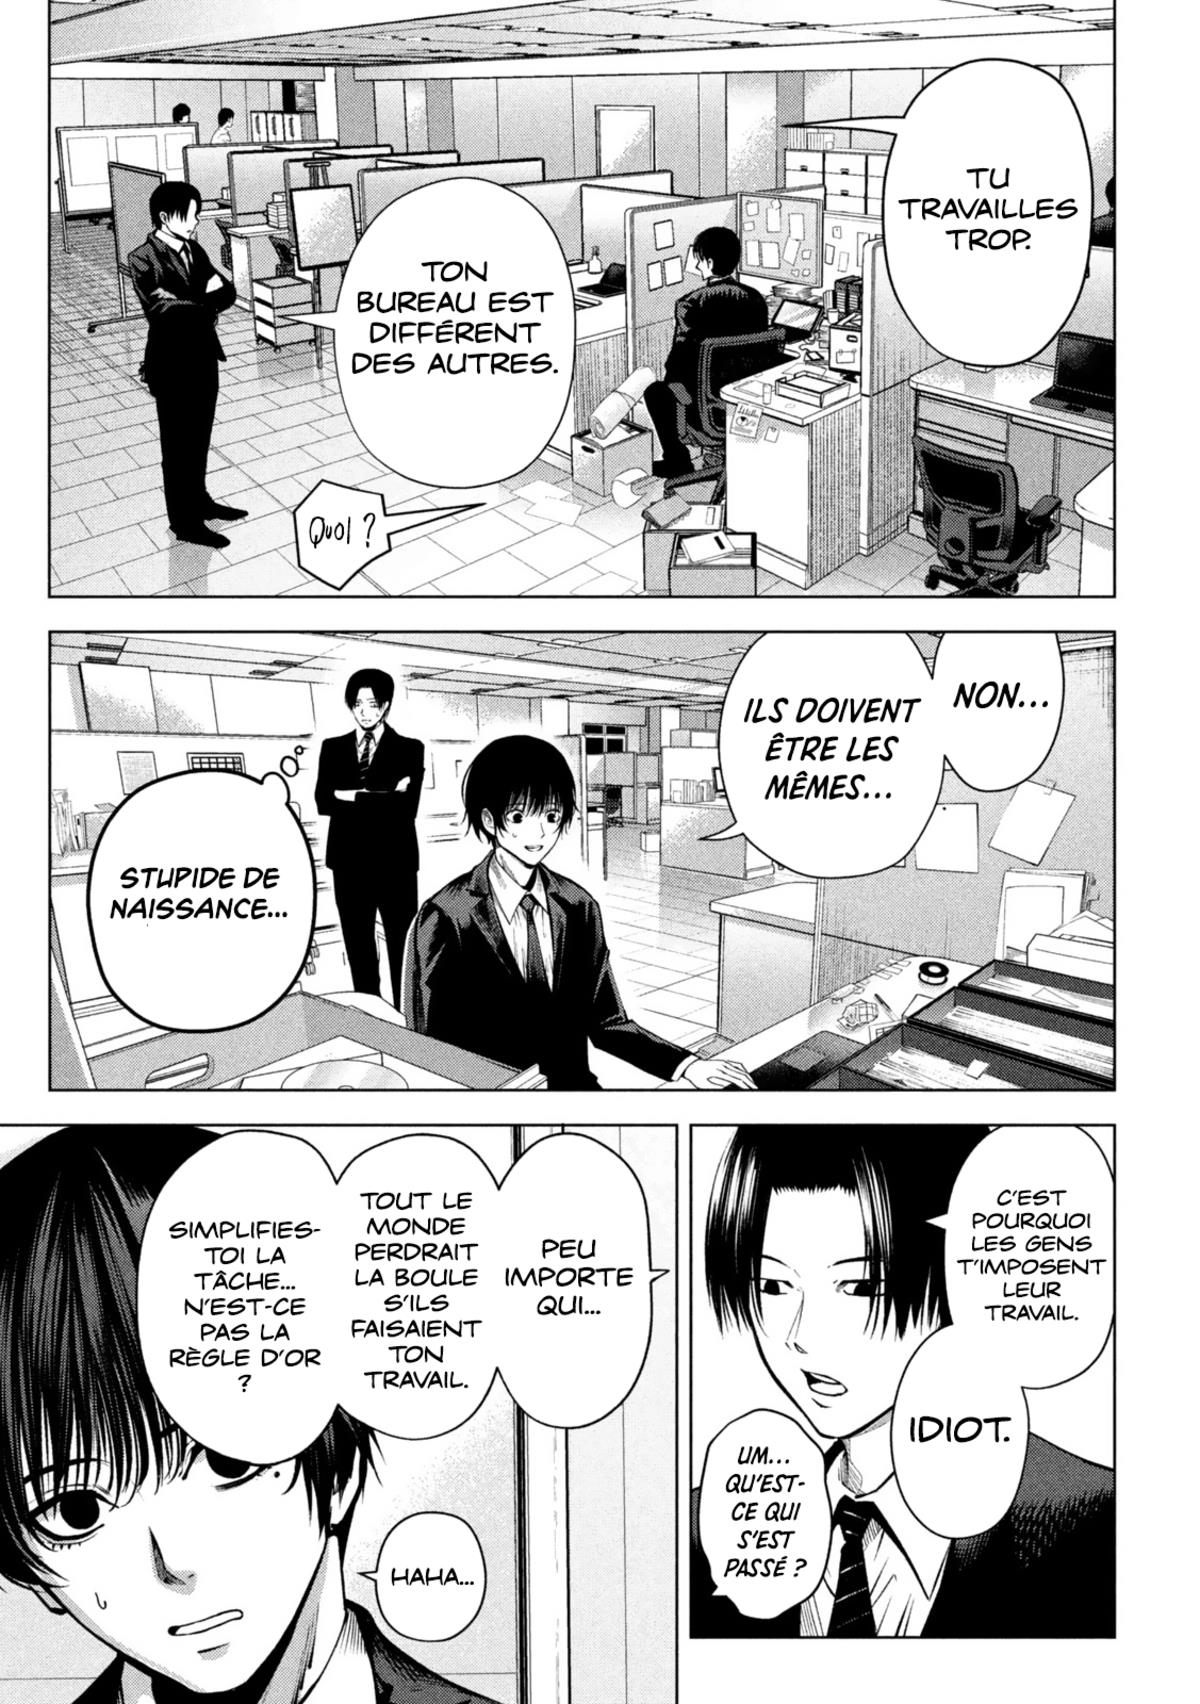 TU
TRAVAILLES
TROP.
TON
BUREAU EST
DIFFÉRENT
DES AUTRES.
QUOI ?
NON...
ILS DOIVENT
ÊTRE LES
MÊMES...
STUPIDE DE
NAISSANCE...
C'EST
POURQUOI
LES GENS
T'IMPOSENT
LEUR
TRAVAIL.
IDIOT.
UM...
QU'EST-
CE QUI
S'EST
PASSÉ ?
PEU
IMPORTE
QUI...
TOUT LE
MONDE
PERDRAIT
LA BOULE
S'ILS
FAISAIENT
TON
TRAVAIL.
SIMPLIFIES-
TOI LA
TÂCHE...
N'EST-CE
PAS LA
RÈGLE D'OR
?
HAHA...